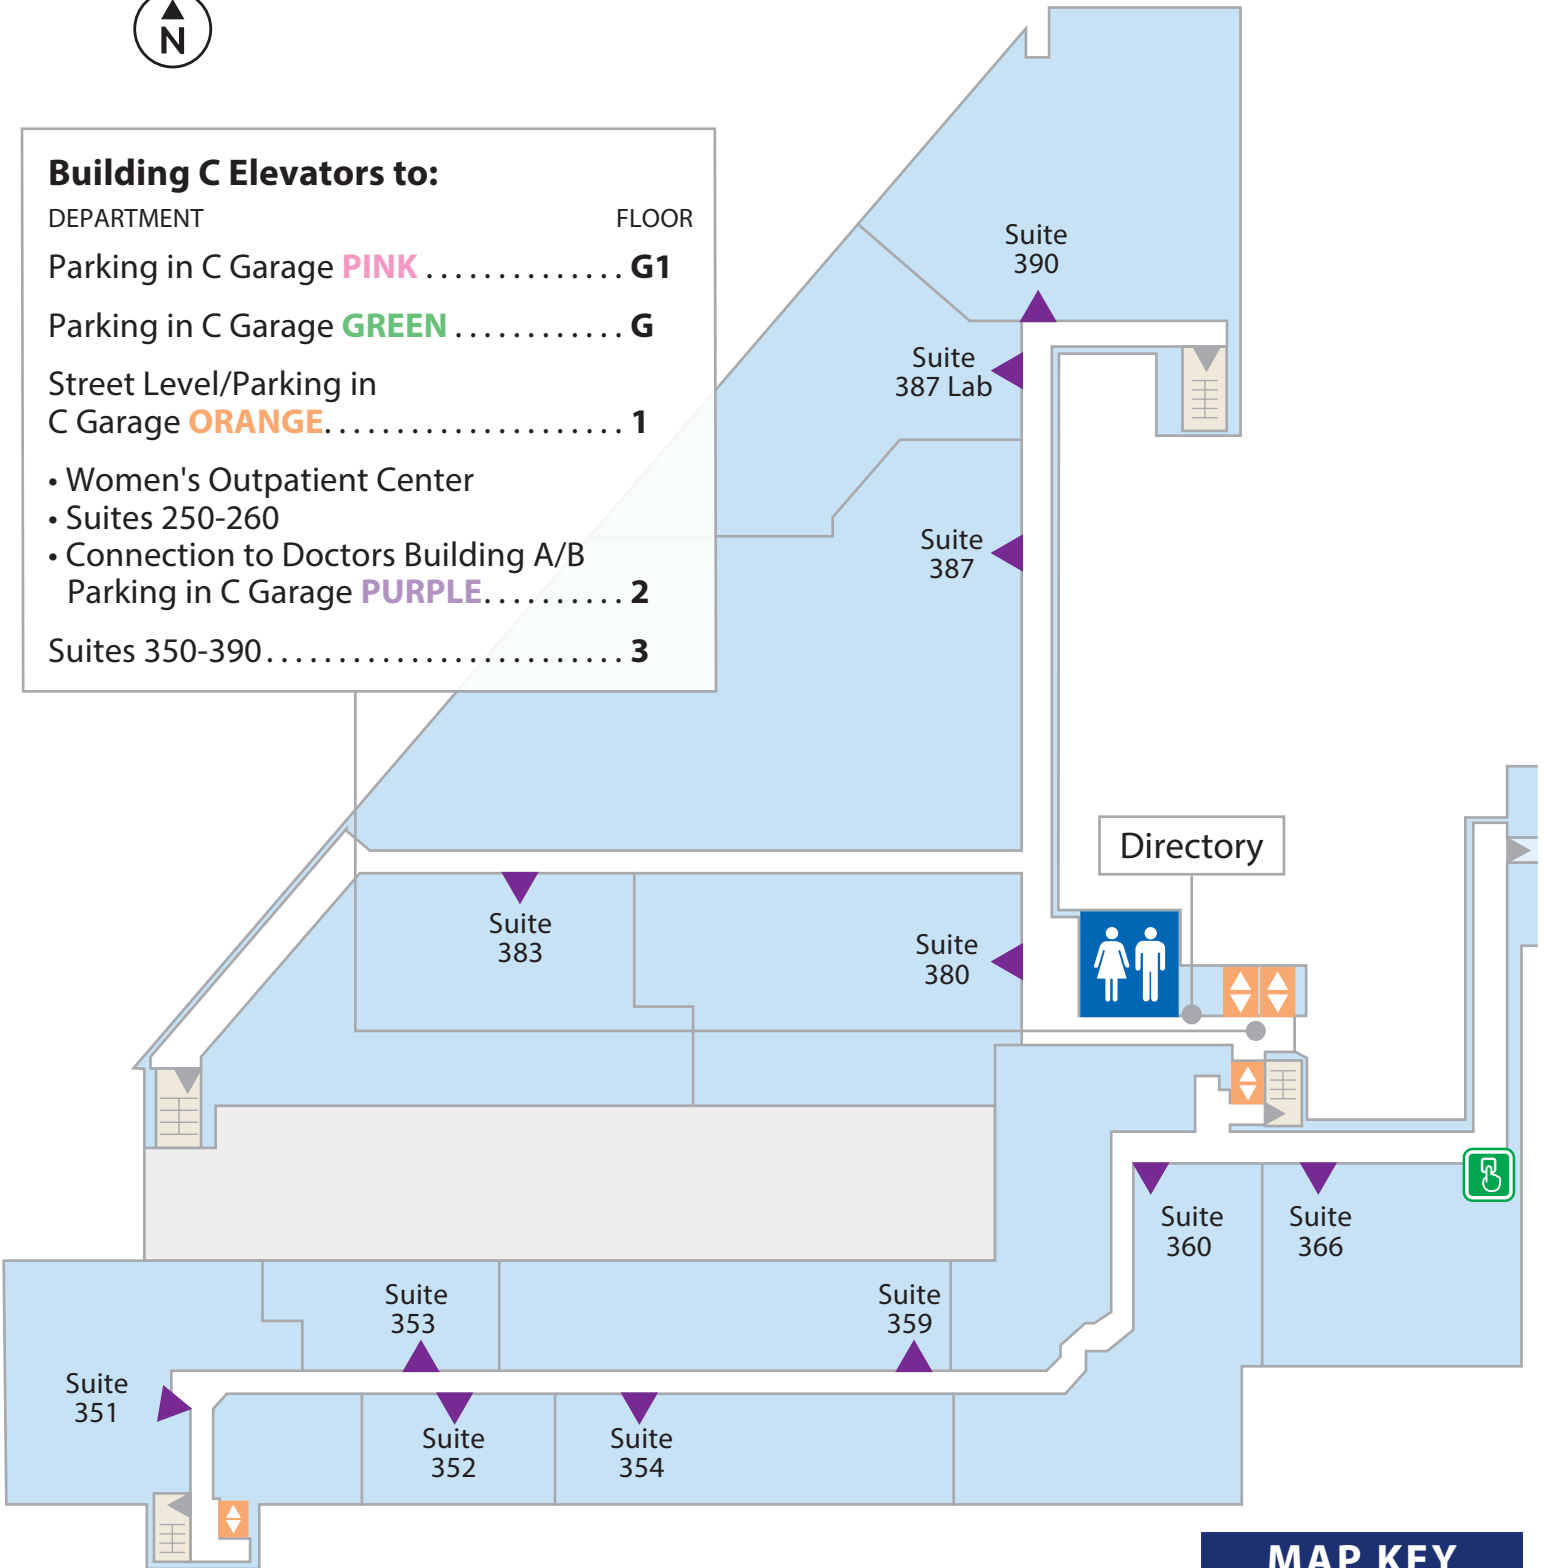 N
Building C Elevators to:
DEPARTMENT FLOOR
Parking in C Garage PINK .............. G1
Parking in C Garage GREEN ............ G
Street Level/Parking in
C Garage ORANGE..................... 1
• Women's Outpatient Center
• Suites 250-260
• Connection to Doctors Building A/B
Parking in C Garage PURPLE.......... 2
Suites 350-390......................... 3
Suite
390
Suite
387 Lab
Suite
387
Directory
Suite
383
Suite
380
Suite
360
Suite
366
Suite
353
Suite
359
Suite
351
Suite
352
Suite
354
MAP KEY